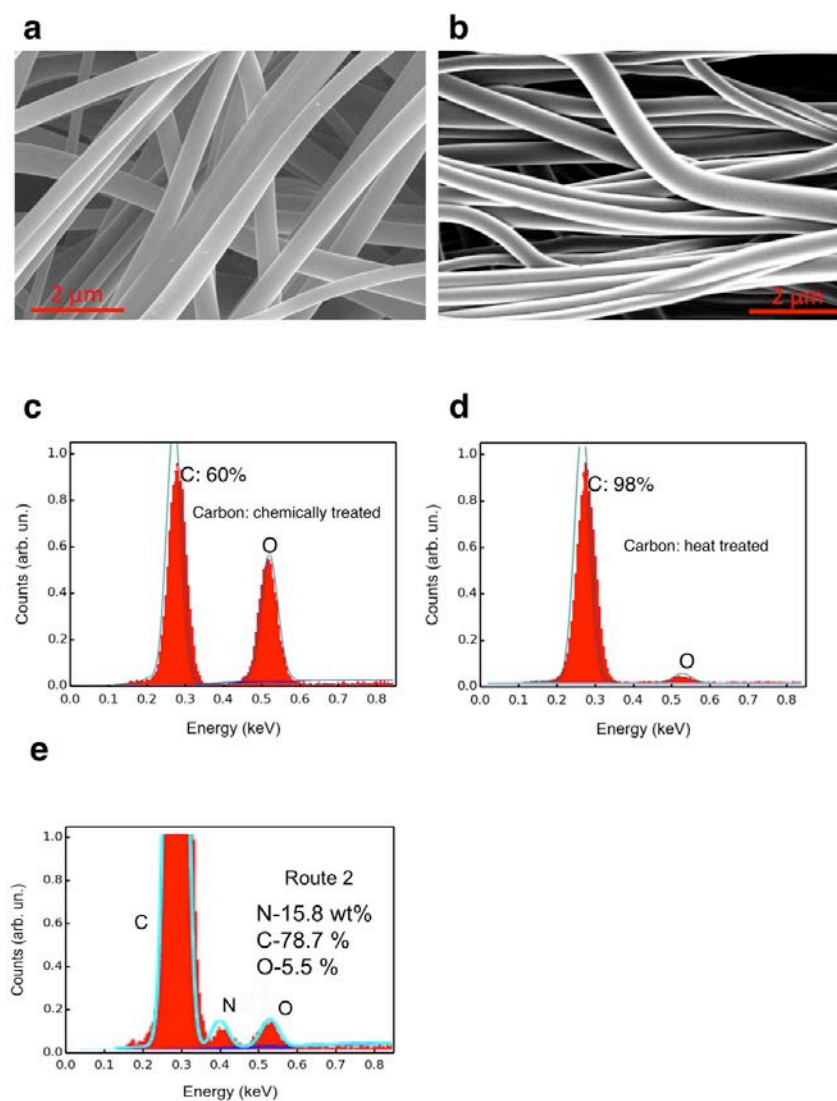 a
b
2 µm
2 µm
c
d
1.0
0.8
0.6
0.4
0.2
0.0
C: 60%
Carbon: chemically treated
O
0.0 0.1 0.2 0.3 0.4 0.5 0.6 0.7 0.8
Energy (keV)
Counts (arb. un.)
1.0
0.8
0.6
0.4
0.2
0.0
C: 98%
Carbon: heat treated
O
0.0 0.1 0.2 0.3 0.4 0.5 0.6 0.7 0.8
Energy (keV)
Counts (arb. un.)
e
1.0
0.8
0.6
0.4
0.2
0.0
Route 2
N-15.8 wt%
C-78.7 %
O-5.5 %
C
N
O
0.0 0.1 0.2 0.3 0.4 0.5 0.6 0.7 0.8
Energy (keV)
Counts (arb. un.)